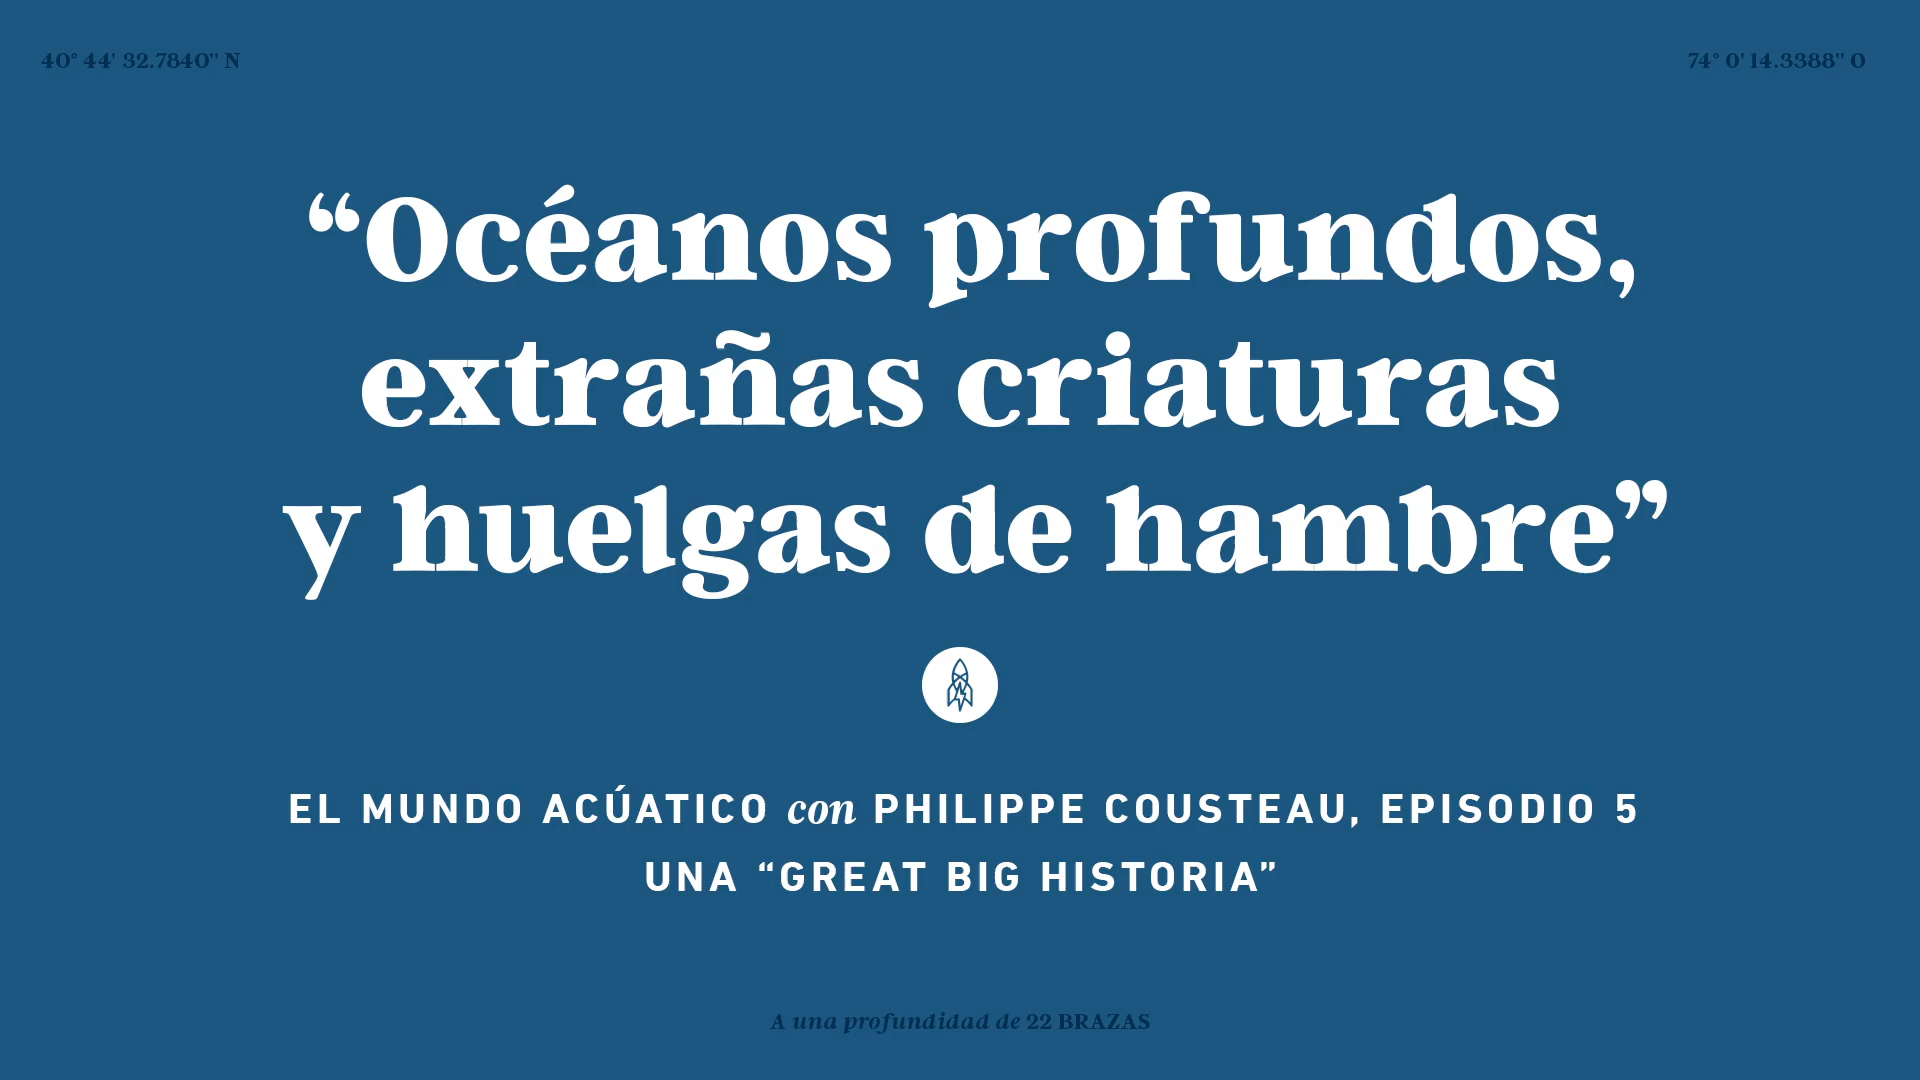 40° 44' 32.7840" N
74° 0' 14.3388" O
“Océanos profundos,
extrañas criaturas
y huelgas de hambre”
EL MUNDO ACÚATICO con PHILIPPE COUSTEAU, EPISODIO 5
UNA “GREAT BIG HISTORIA”
A una profundidad de 22 BRAZAS